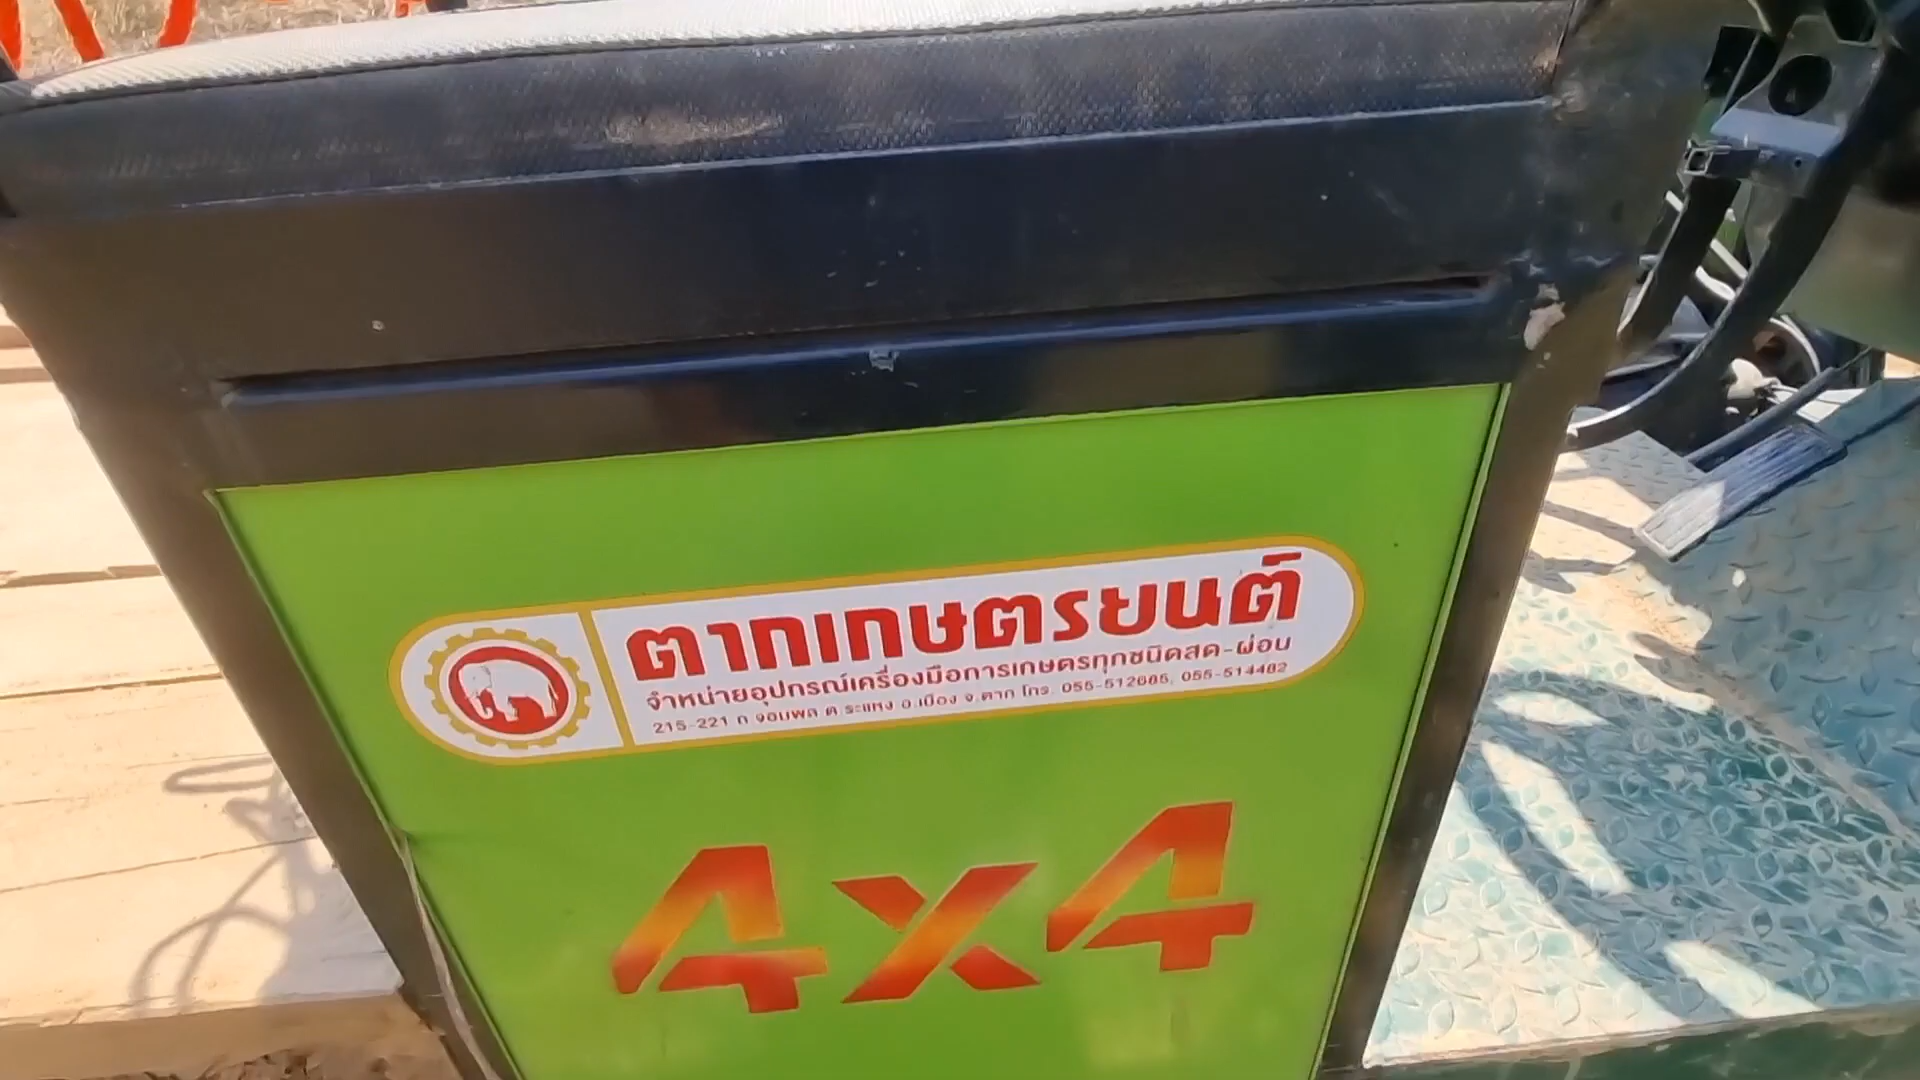 ตากเกษตรยนต์
จำหน่ายอุปกรณ์เครื่องมือการเกษตรทุกชนิดสด-ผ่อน
215-221 ถ จอมพล ต ระแหง อ.เมือง จ.ตาก โทร. 055-512685, 055-514482
4x4